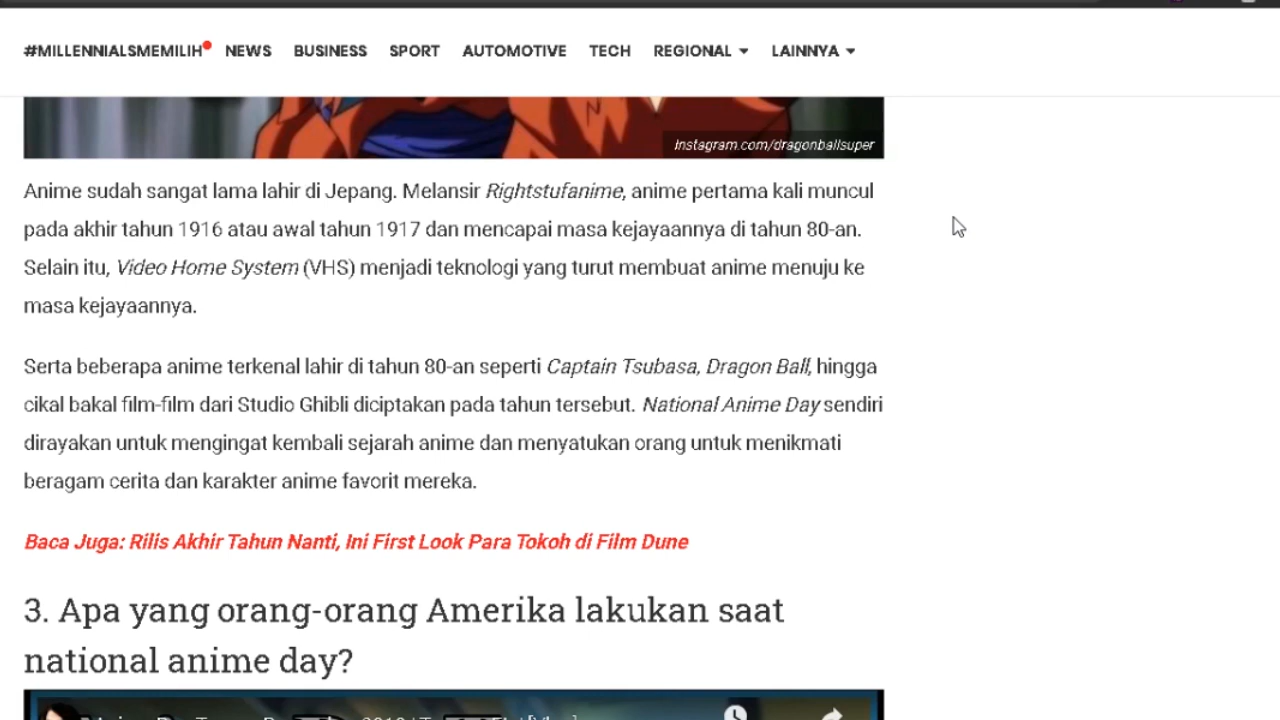 #MILLENNIALSMEMILIH NEWS BUSINESS SPORT AUTOMOTIVE TECH REGIONAL LAINNYA
Instagram.com/dragonballsuper
Anime sudah sangat lama lahir di Jepang. Melansir Rightstufanime, anime pertama kali muncul
pada akhir tahun 1916 atau awal tahun 1917 dan mencapai masa kejayaannya di tahun 80-an.
Selain itu, Video Home System (VHS) menjadi teknologi yang turut membuat anime menuju ke
masa kejayaannya.
Serta beberapa anime terkenal lahir di tahun 80-an seperti Captain Tsubasa, Dragon Ball, hingga
cikal bakal film-film dari Studio Ghibli diciptakan pada tahun tersebut. National Anime Day sendiri
dirayakan untuk mengingat kembali sejarah anime dan menyatukan orang untuk menikmati
beragam cerita dan karakter anime favorit mereka.
Baca Juga: Rilis Akhir Tahun Nanti, Ini First Look Para Tokoh di Film Dune
3. Apa yang orang-orang Amerika lakukan saat
national anime day?